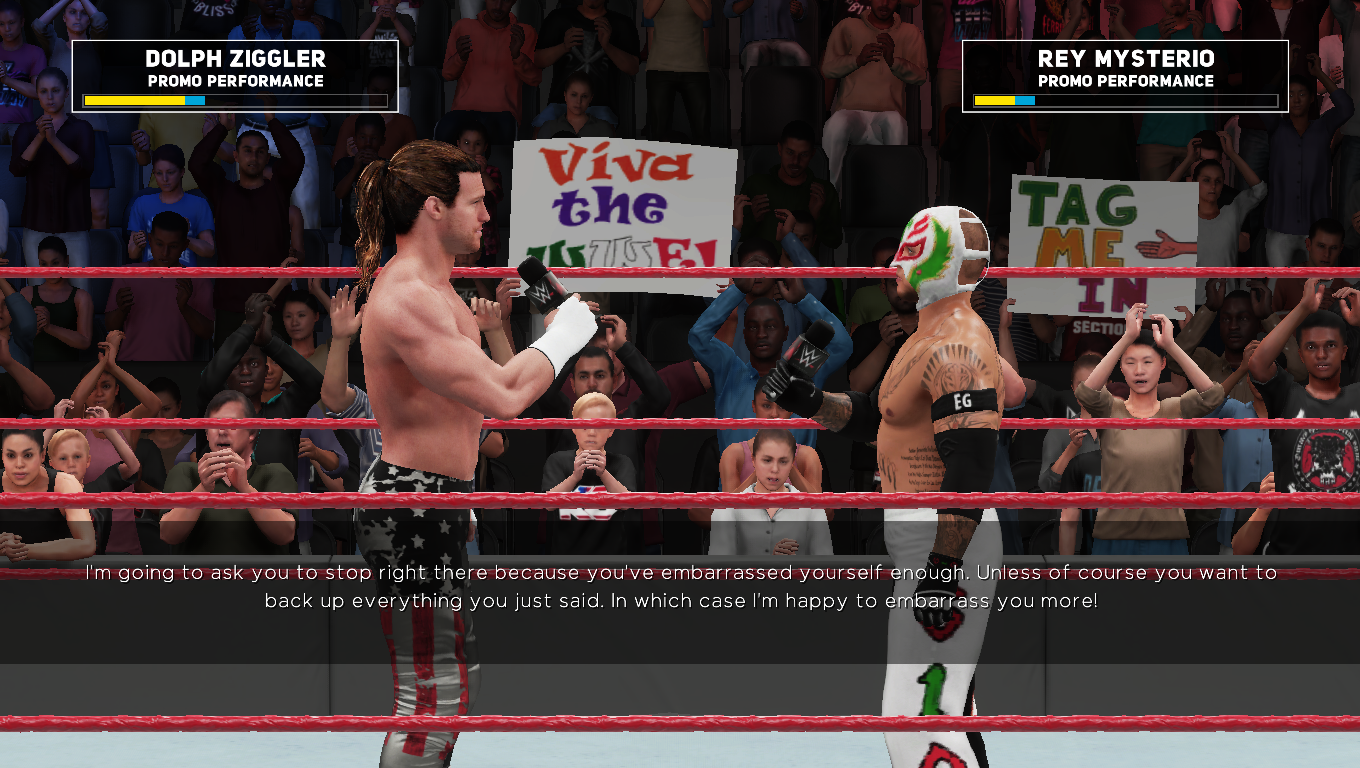 DOLPH ZIGGLER
PROMO PERFORMANCE
REY MYSTERIO
PROMO PERFORMANCE
Viva
the
TAG
ME
IN
SECTION
W
W
EG
I'm going to ask you to stop right there because you've embarrassed yourself enough. Unless of course you want to
back up everything you just said. In which case I'm happy to embarrass you more!